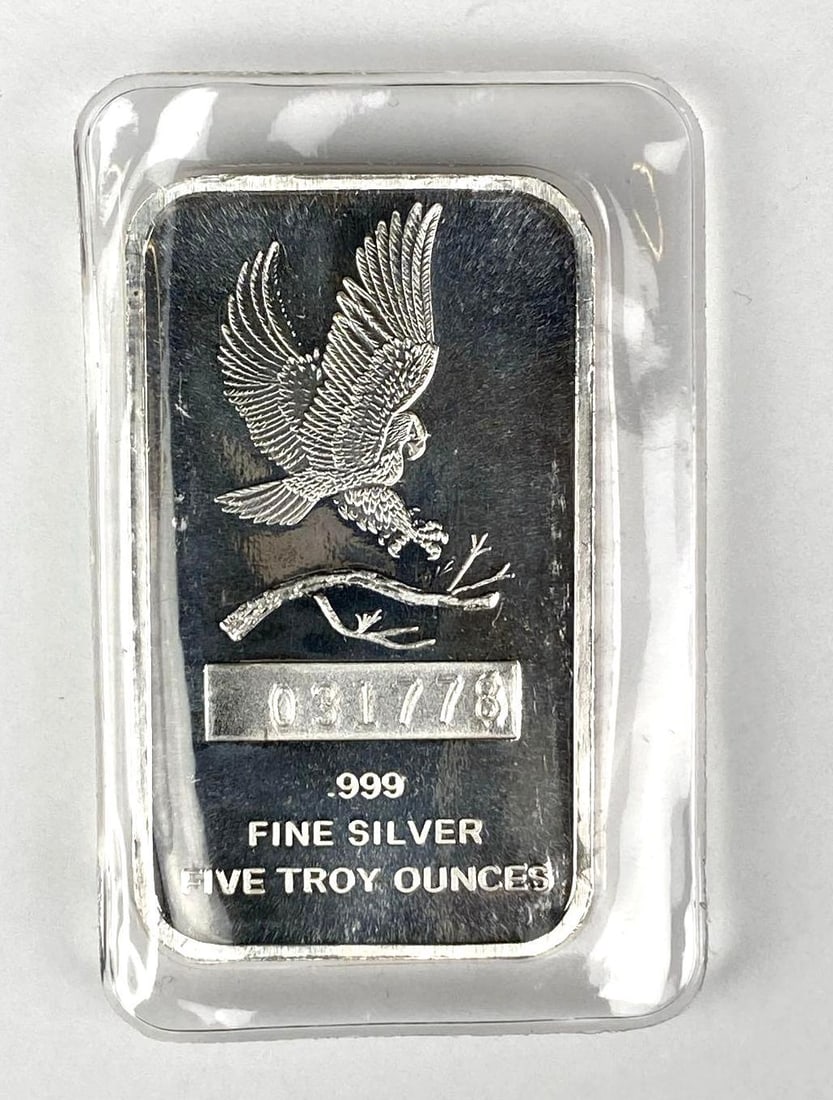 031778
.999
FINE SILVER
FIVE TROY OUNCES